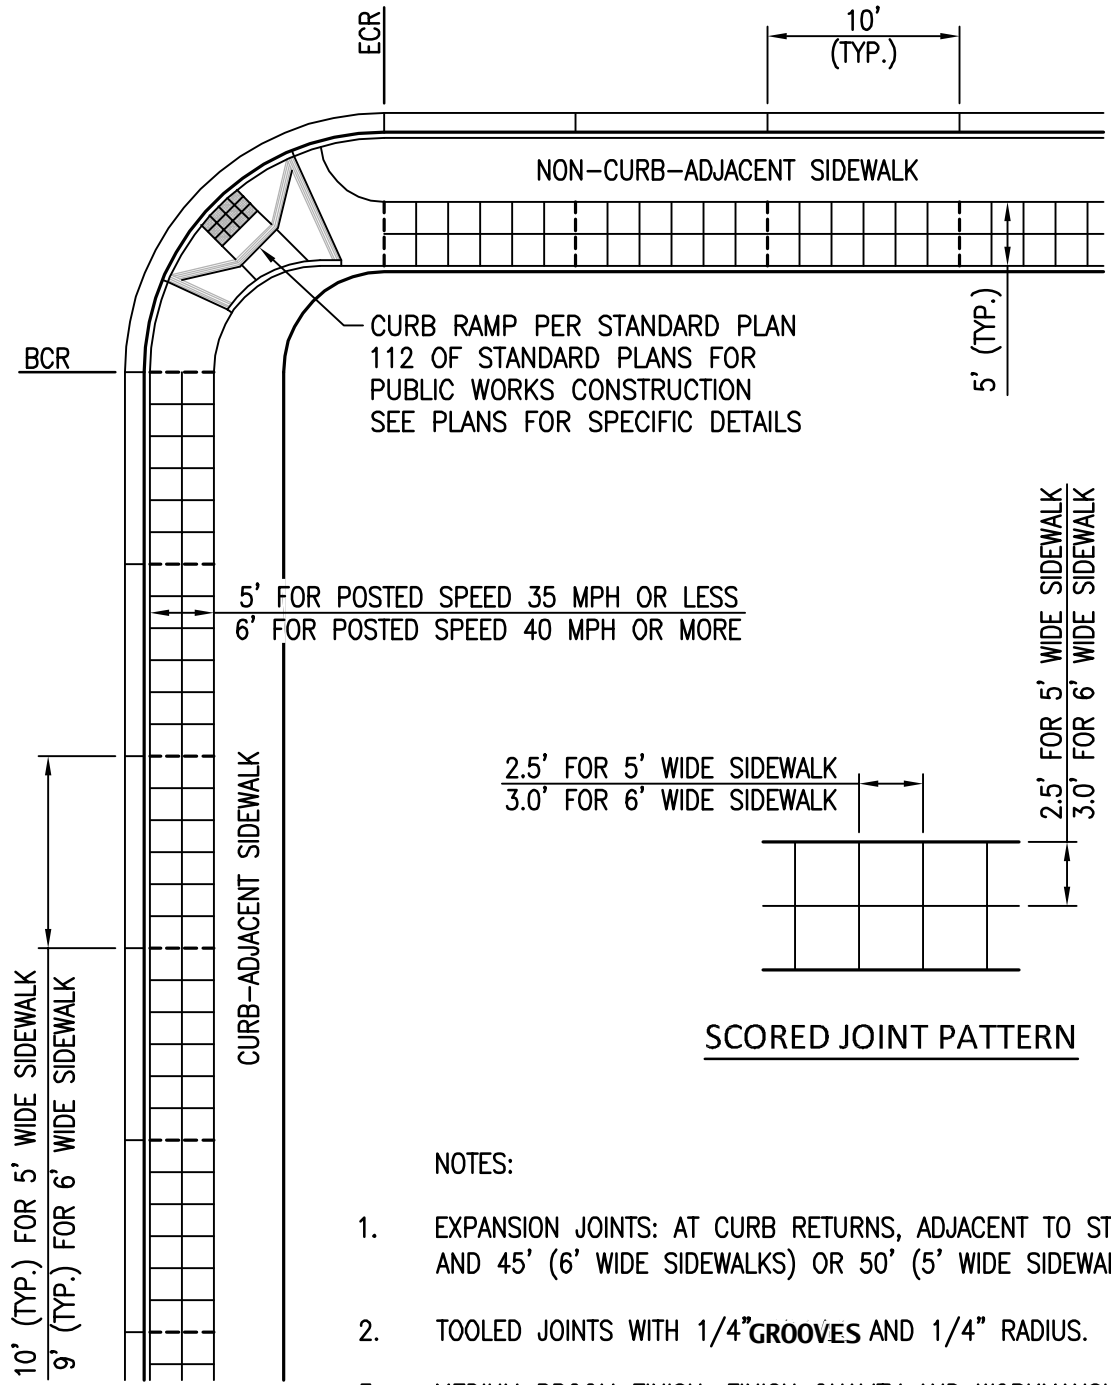 ECR
10'
(TYP.)
NON-CURB-ADJACENT SIDEWALK
5' (TYP.)
CURB RAMP PER STANDARD PLAN
112 OF STANDARD PLANS FOR
PUBLIC WORKS CONSTRUCTION
SEE PLANS FOR SPECIFIC DETAILS
BCR
5' FOR POSTED SPEED 35 MPH OR LESS
6' FOR POSTED SPEED 40 MPH OR MORE
2.5' FOR 5' WIDE SIDEWALK
3.0' FOR 6' WIDE SIDEWALK
2.5' FOR 5' WIDE SIDEWALK
3.0' FOR 6' WIDE SIDEWALK
CURB-ADJACENT SIDEWALK
SCORED JOINT PATTERN
10' (TYP.) FOR 5' WIDE SIDEWALK
9' (TYP.) FOR 6' WIDE SIDEWALK
NOTES:
1. EXPANSION JOINTS: AT CURB RETURNS, ADJACENT TO ST
AND 45' (6' WIDE SIDEWALKS) OR 50' (5' WIDE
2. TOOLED JOINTS WITH 1/4" GROOVES AND 1/4" RADIUS.